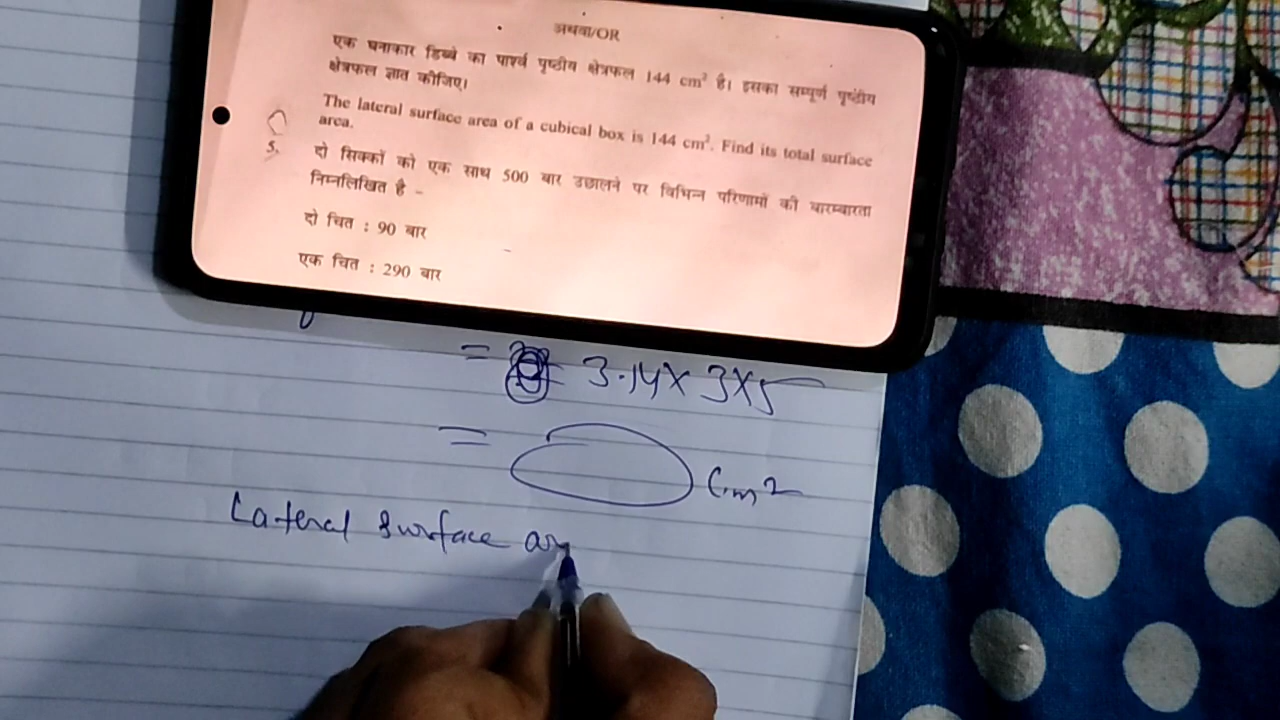 अथवा/OR
एक घनाकार डिब्बे का पार्श्व पृष्ठीय क्षेत्रफल 144 cm² है। इसका सम्पूर्ण पृष्ठीय
क्षेत्रफल ज्ञात कीजिए।
The lateral surface area of a cubical box is 144 cm². Find its total surface
area.
5. दो सिक्कों को एक साथ 500 बार उछालने पर विभिन्न परिणामों की बारम्बारता
निम्नलिखित है –
दो चित : 90 बार
एक चित : 290 बार
= 3.14 x 3 x 5
= cm2
Lateral surface